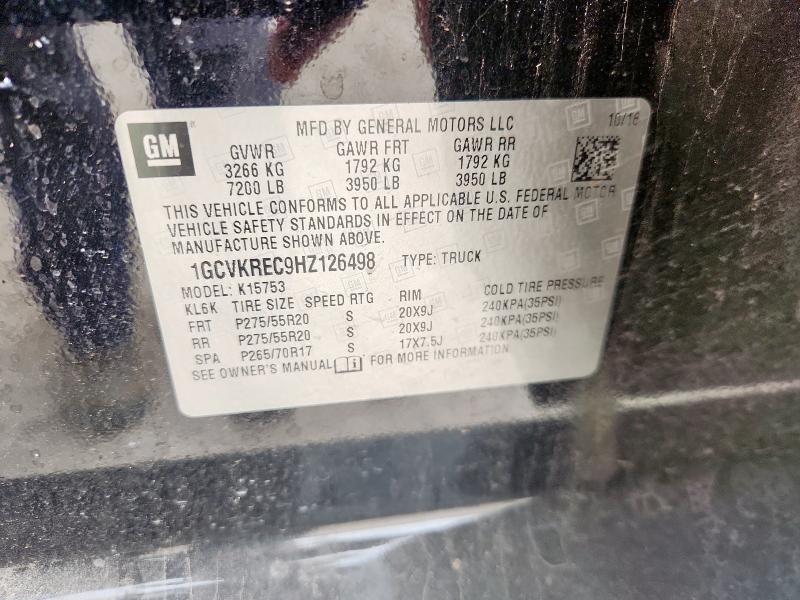 GM
MFD BY GENERAL MOTORS LLC 10/16
GVWR GAWR FRT GAWR RR
3266 KG 1792 KG 1792 KG
7200 LB 3950 LB 3950 LB
THIS VEHICLE CONFORMS TO ALL APPLICABLE U.S. FEDERAL MOTOR
VEHICLE SAFETY STANDARDS IN EFFECT ON THE DATE OF
MANUFACTURE SHOWN ABOVE.
1GCVKREC9HZ126498 TYPE: TRUCK
MODEL: K15753
KL6K TIRE SIZE SPEED RTG RIM COLD TIRE PRESSURE
FRT P275/55R20 S 20X9J 240KPA(35PSI)
RR P275/55R20 S 20X9J 240KPA(35PSI)
SPA P265/70R17 S 17X7.5J 240KPA(35PSI)
SEE OWNER'S MANUAL FOR MORE INFORMATION